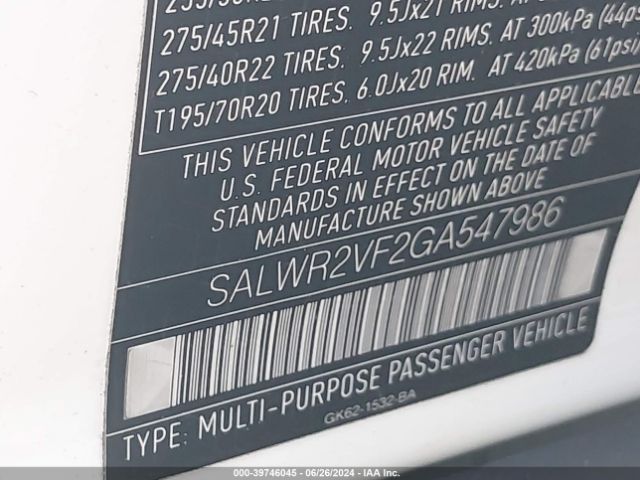 275/45R21 TIRES. 9.5Jx21 RIMS.
275/40R22 TIRES. 9.5Jx22 RIMS. AT 300kPa (44psi
T195/70R20 TIRES. 6.0Jx20 RIM. AT 420kPa (61psi)
THIS VEHICLE CONFORMS TO ALL APPLICABLE
U.S. FEDERAL MOTOR VEHICLE SAFETY
STANDARDS IN EFFECT ON THE DATE OF
MANUFACTURE SHOWN ABOVE
SALWR2VF2GA547986
TYPE: MULTI-PURPOSE PASSENGER VEHICLE
GK62-1532-BA
000-39746045 / 06/26/2024 / IAA Inc.